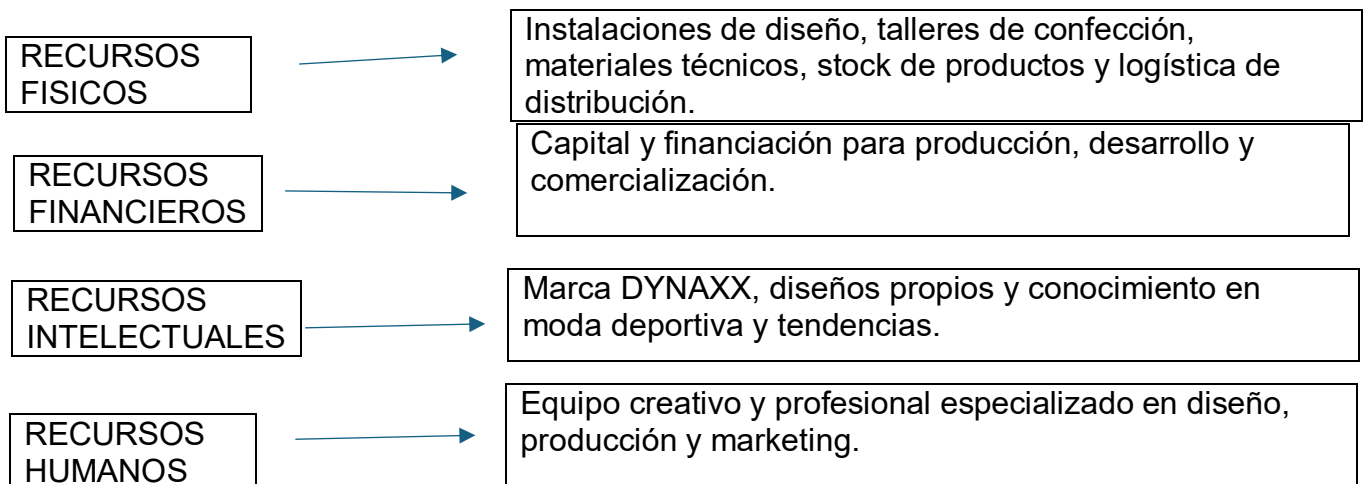 RECURSOS
FISICOS
Instalaciones de diseño, talleres de confección,
materiales técnicos, stock de productos y logística de
distribución.
RECURSOS
FINANCIEROS
Capital y financiación para producción, desarrollo y
comercialización.
RECURSOS
INTELECTUALES
Marca DYNAXX, diseños propios y conocimiento en
moda deportiva y tendencias.
RECURSOS
HUMANOS
Equipo creativo y profesional especializado en diseño,
producción y marketing.